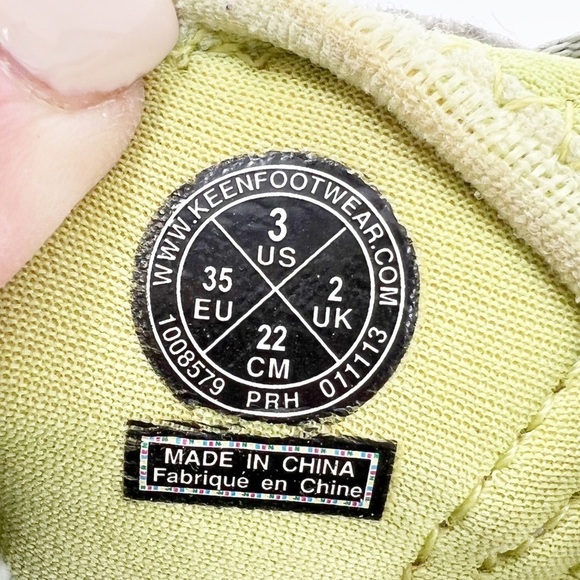 WWW.KEENFOOTWEAR.COM
3
US
35
EU
2
UK
22
CM
1008579 PRH 011113
MADE IN CHINA
Fabriqué en Chine